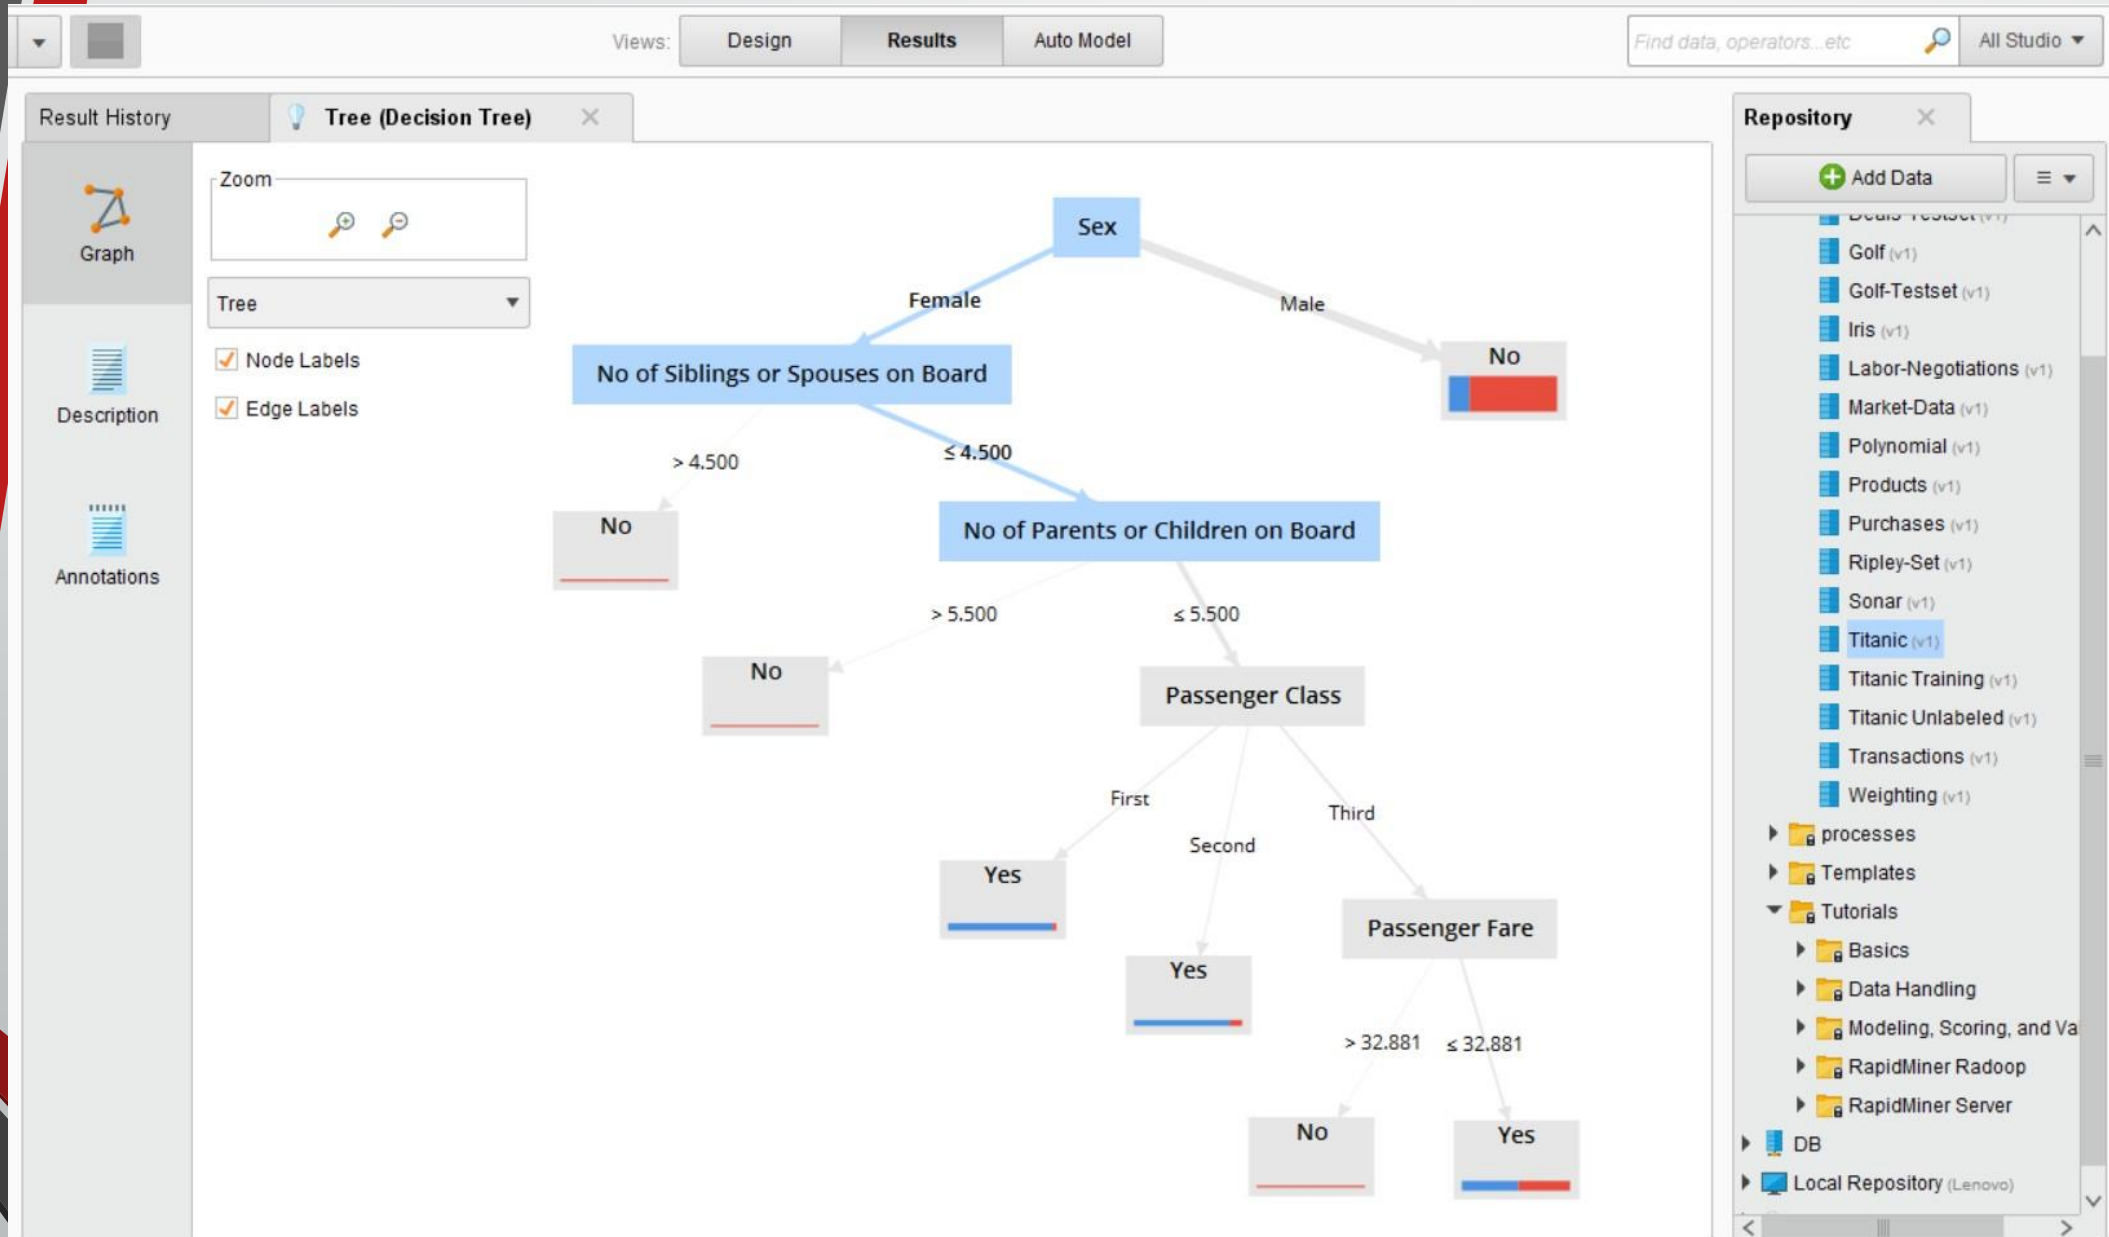 Views:
Design
Results
Auto Model
Find data, operators...etc
All Studio
Result History
Tree (Decision Tree)
Repository
Graph
Description
Annotations
Zoom
Tree
Node Labels
Edge Labels
Sex
Female
Male
No of Siblings or Spouses on Board
No
> 4.500
≤ 4.500
No
No of Parents or Children on Board
> 5.500
≤ 5.500
No
Passenger Class
First
Second
Third
Yes
Yes
Passenger Fare
> 32.881
≤ 32.881
No
Yes
Add Data
Deals-Testset (v1)
Golf (v1)
Golf-Testset (v1)
Iris (v1)
Labor-Negotiations (v1)
Market-Data (v1)
Polynomial (v1)
Products (v1)
Purchases (v1)
Ripley-Set (v1)
Sonar (v1)
Titanic (v1)
Titanic Training (v1)
Titanic Unlabeled (v1)
Transactions (v1)
Weighting (v1)
processes
Templates
Tutorials
Basics
Data Handling
Modeling, Scoring, and Va
RapidMiner Radoop
RapidMiner Server
DB
Local Repository (Lenovo)